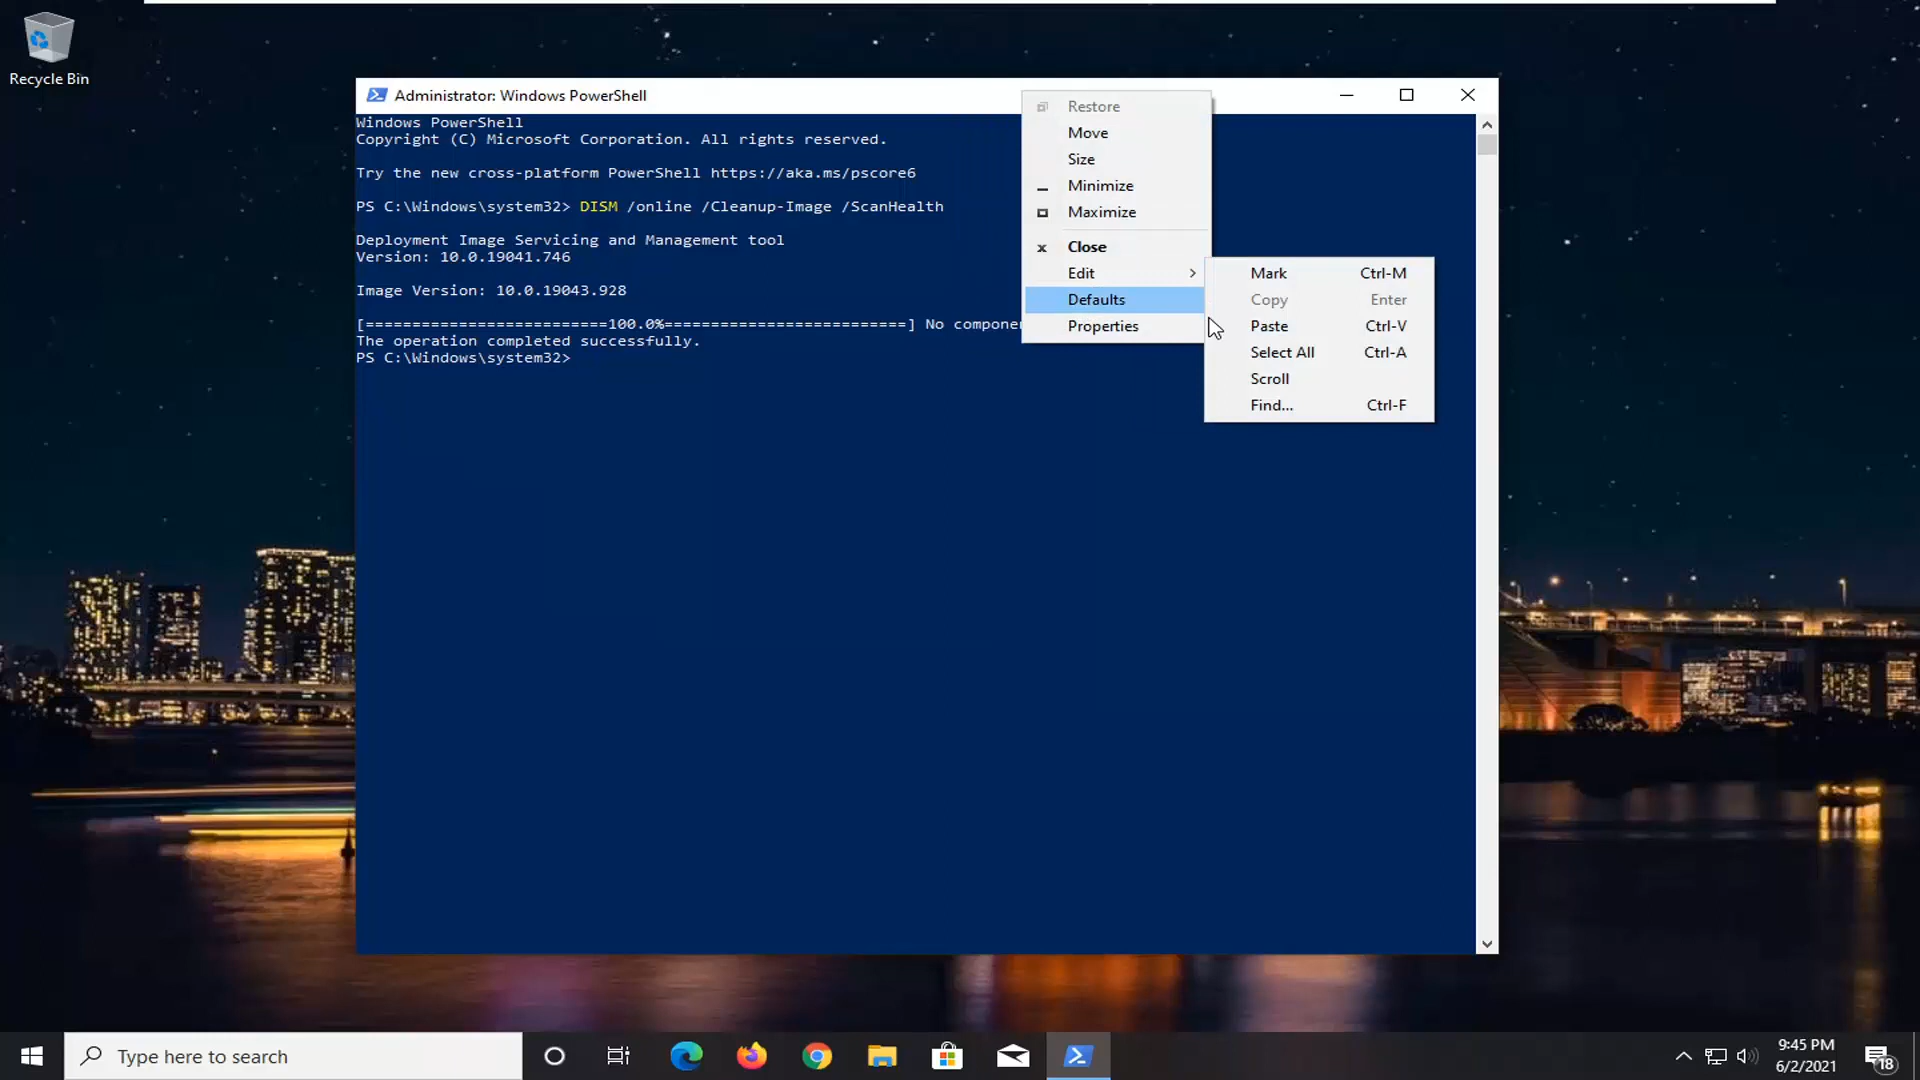 Recycle Bin
Administrator: Windows PowerShell
Windows PowerShell
Copyright (C) Microsoft Corporation. All rights reserved.
Try the new cross-platform PowerShell https://aka.ms/pscore6
PS C:\Windows\system32> DISM /online /Cleanup-Image /ScanHealth
Deployment Image Servicing and Management tool
Version: 10.0.19041.746
Image Version: 10.0.19043.928
[==========================100.0%==========================] No componen
The operation completed successfully.
PS C:\Windows\system32>
Restore
Move
Size
Minimize
Maximize
x Close
Edit
Defaults
Properties
Mark Ctrl-M
Copy Enter
Paste Ctrl-V
Select All Ctrl-A
Scroll
Find... Ctrl-F
Type here to search
9:45 PM
6/2/2021
18